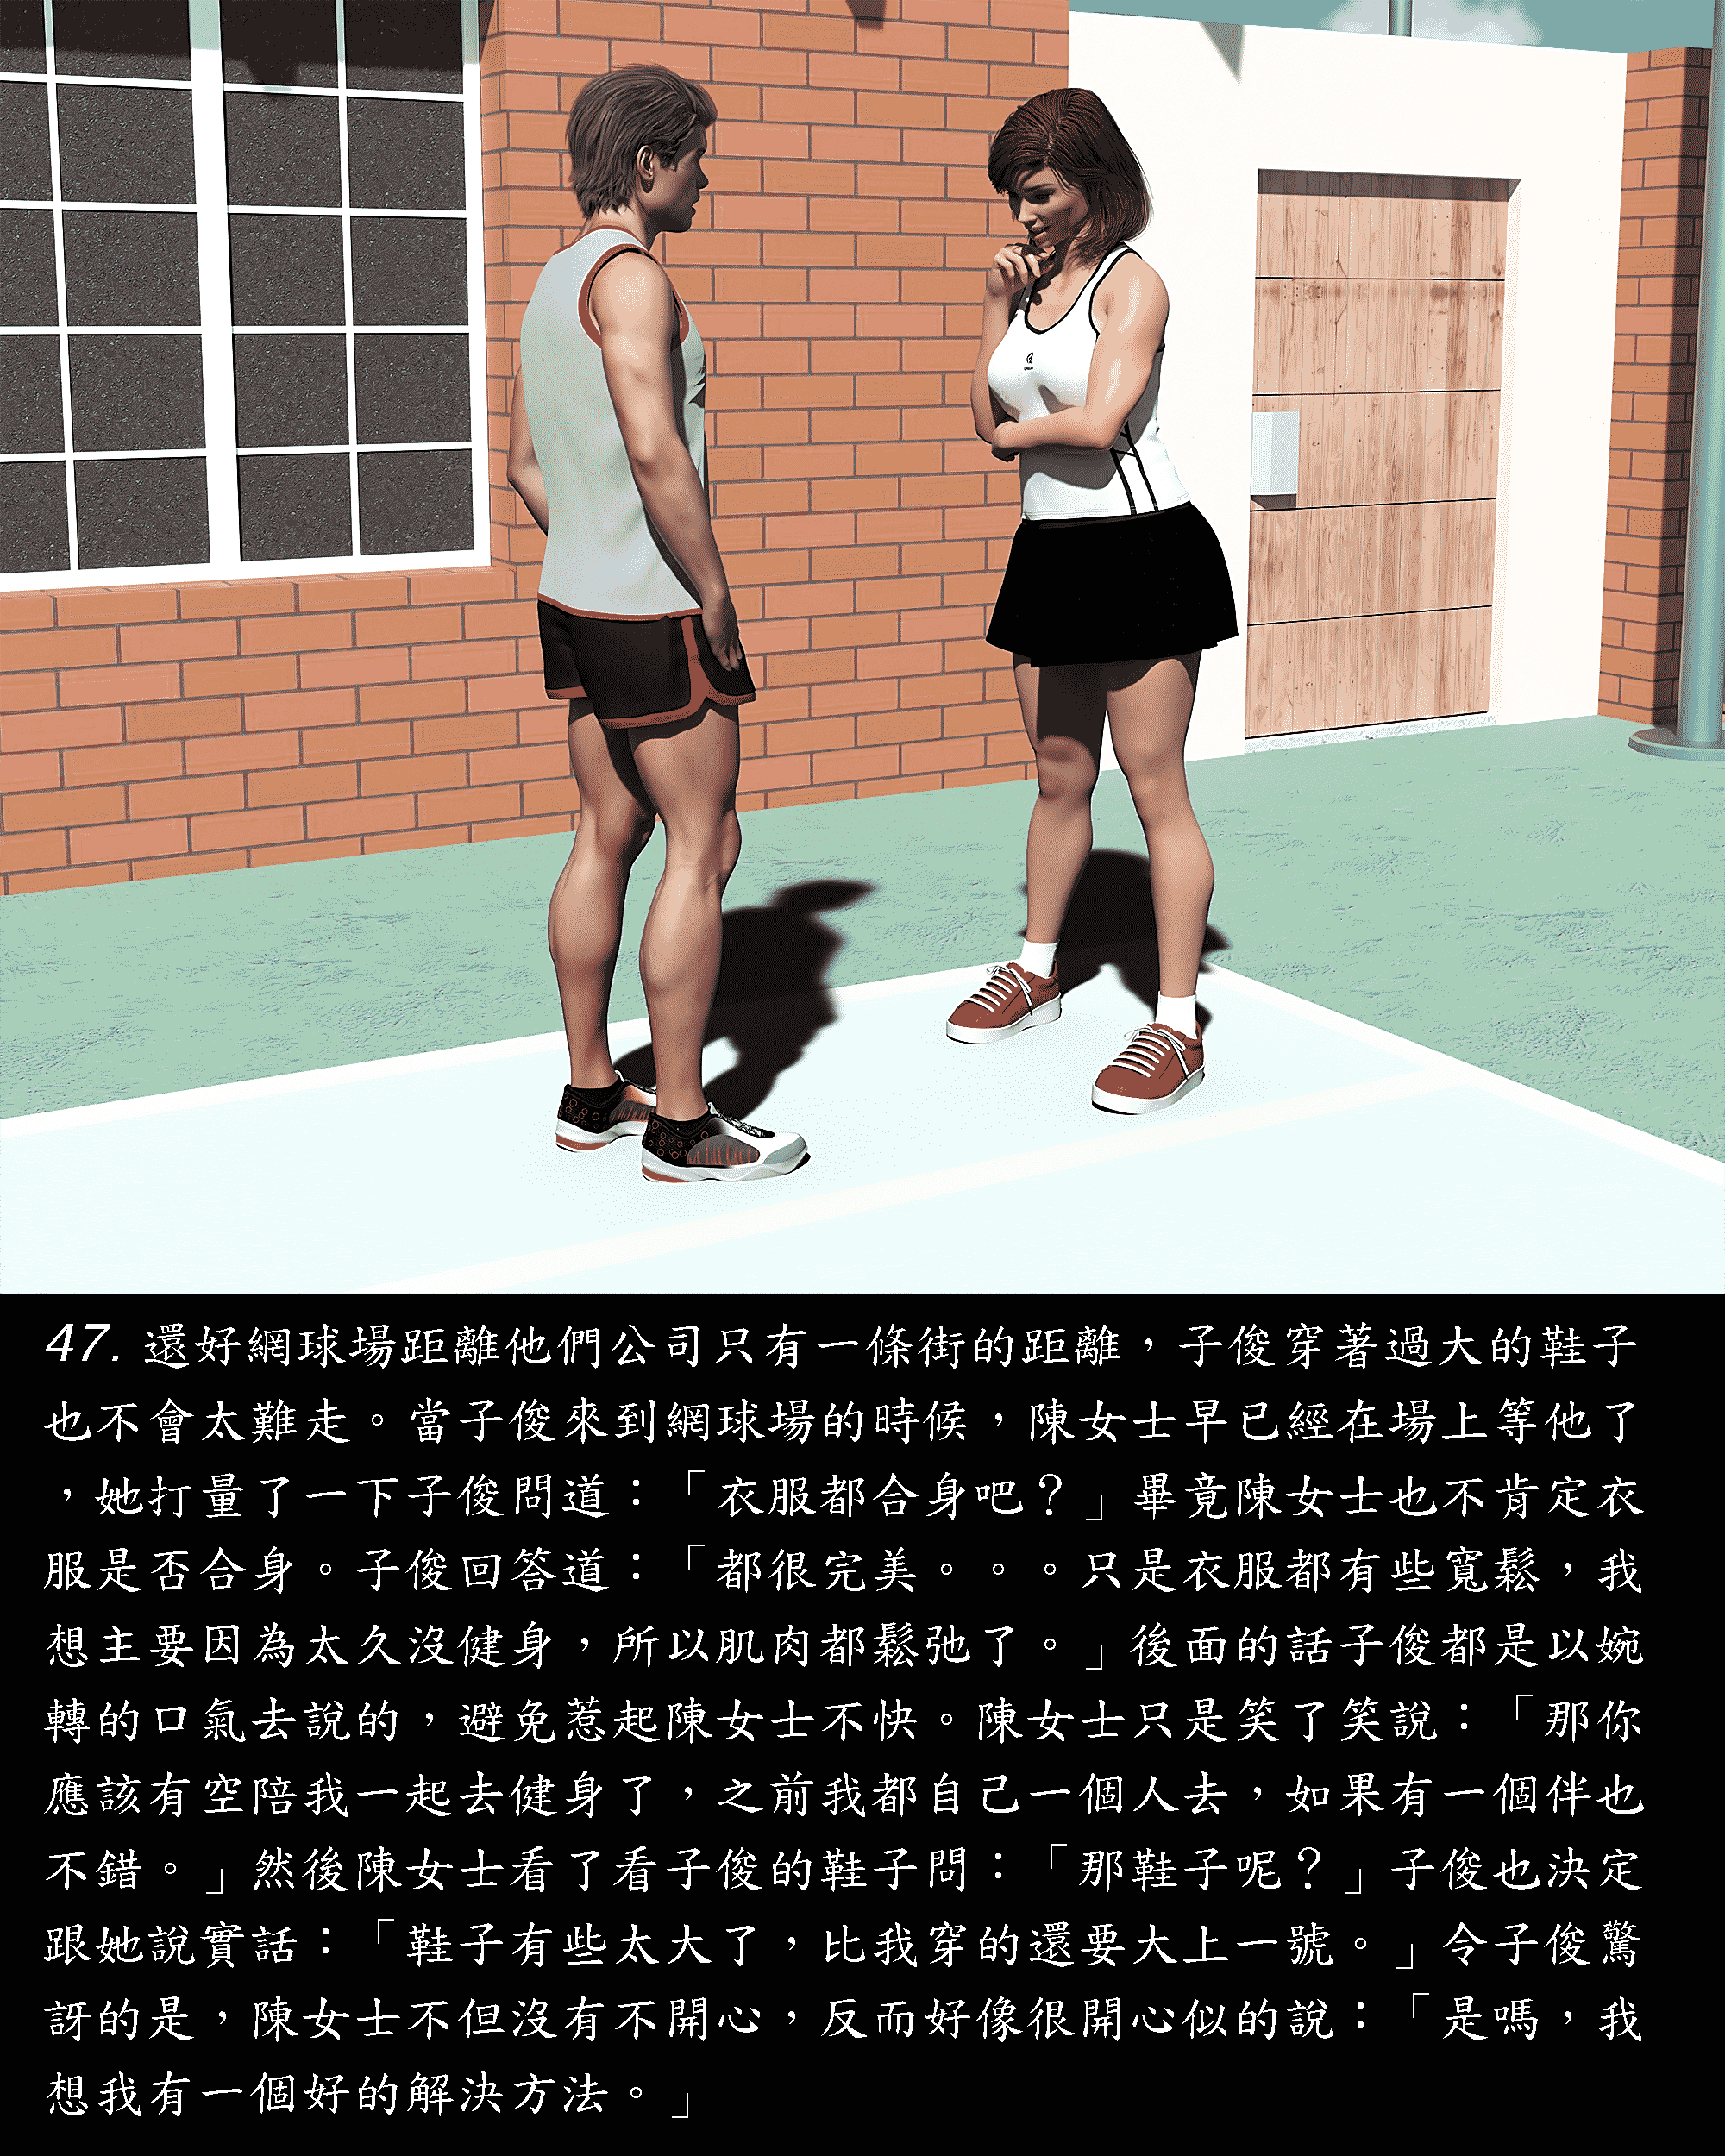 47. 還好網球場距離他們公司只有一條街的距離，子俊穿著過大的鞋子
也不會太難走。當子俊來到網球場的時候，陳女士早已經在場上等他了
，她打量了一下子俊問道：「衣服都合身吧？」畢竟陳女士也不肯定衣
服是否合身。子俊回答道：「都很完美。。。只是衣服都有些寬鬆，我
想主要因為太久沒健身，所以肌肉都鬆弛了。」後面的話子俊都是以婉
轉的口氣去說的，避免惹起陳女士不快。陳女士只是笑了笑說：「那你
應該有空陪我一起去健身了，之前我都自己一個人去，如果有一個伴也
不錯。」然後陳女士看了看子俊的鞋子問：「那鞋子呢？」子俊也決定
跟她說實話：「鞋子有些太大了，比我穿的還要大上一號。」令子俊驚
訝的是，陳女士不但沒有不開心，反而好像很開心似的說：「是嗎，我
想我有一個好的解決方法。」